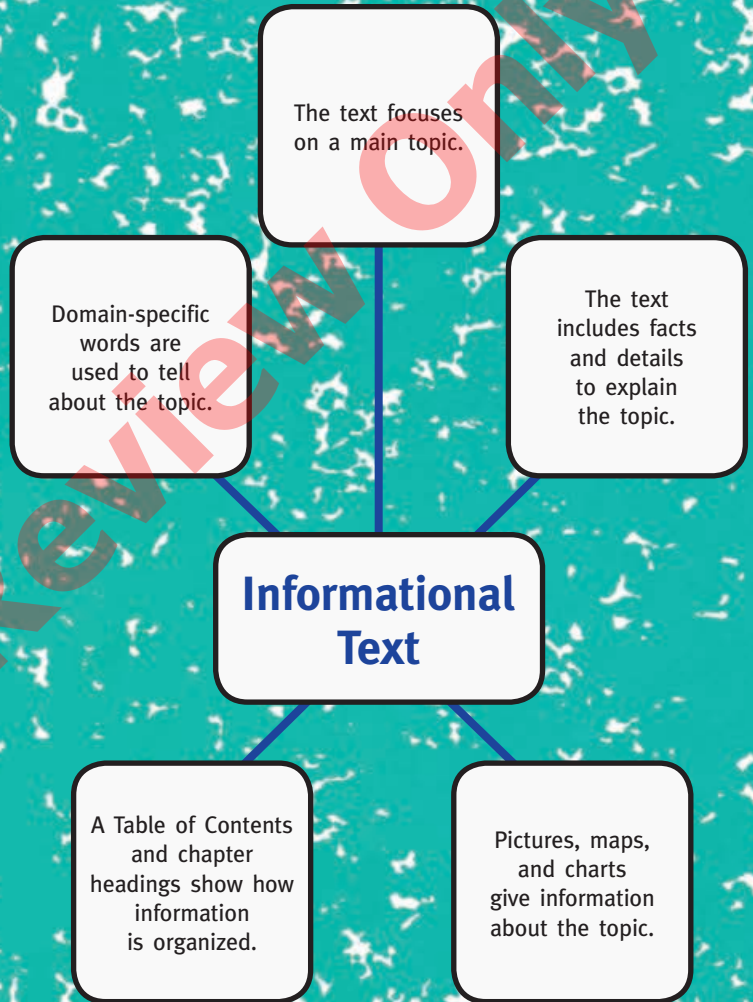 The text focuses
on a main topic.
Domain-specific
words are
used to tell
about the topic.
The text
includes facts
and details
to explain
the topic.
Informational
Text
A Table of Contents
and chapter
headings show how
information
is organized.
Pictures, maps,
and charts
give information
about the topic.
Review Only